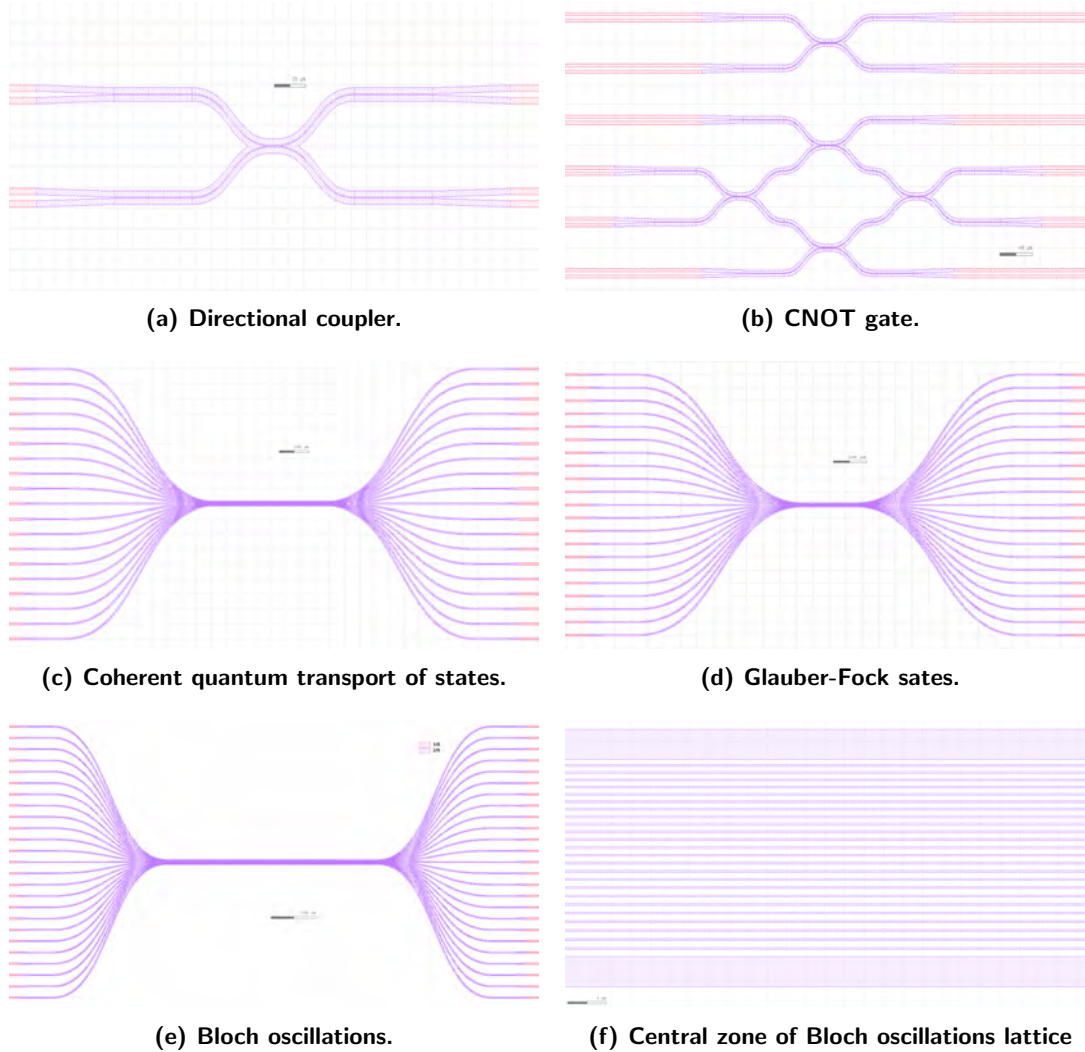 (a) Directional coupler.
(b) CNOT gate.
(c) Coherent quantum transport of states.
(d) Glauber-Fock sates.
(e) Bloch oscillations.
(f) Central zone of Bloch oscillations lattice